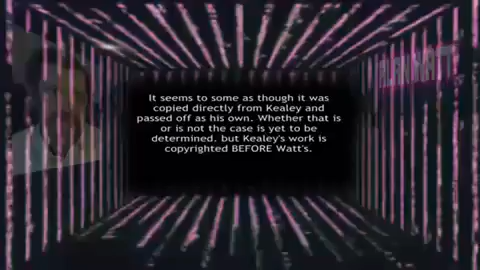 ALAN WATT
It seems to some as though it was
copied directly from Kealey and
passed off as his own. Whether that is
or is not the case is yet to be
determined, but Kealey's work is
copyrighted BEFORE Watt's.